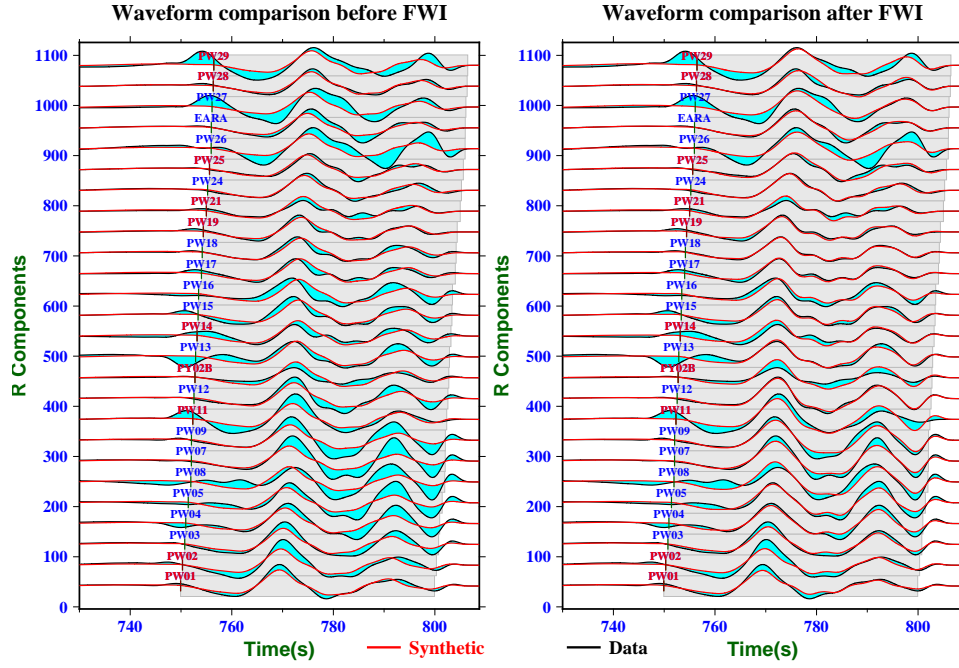 Waveform comparison before FWI
Waveform comparison after FWI
R Components
1100
1000
900
800
700
600
500
400
300
200
100
0
PW29
PW28
PW27
EARA
PW26
PW25
PW24
PW21
PW19
PW18
PW17
PW16
PW15
PW14
PW13
PY02B
PW12
PW11
PW09
PW07
PW08
PW05
PW04
PW03
PW02
PW01
740
760
780
800
Time(s)
R Components
1100
1000
900
800
700
600
500
400
300
200
100
0
PW29
PW28
PW27
EARA
PW26
PW25
PW24
PW21
PW19
PW18
PW17
PW16
PW15
PW14
PW13
PY02B
PW12
PW11
PW09
PW07
PW08
PW05
PW04
PW03
PW02
PW01
740
760
780
800
Time(s)
Synthetic
Data